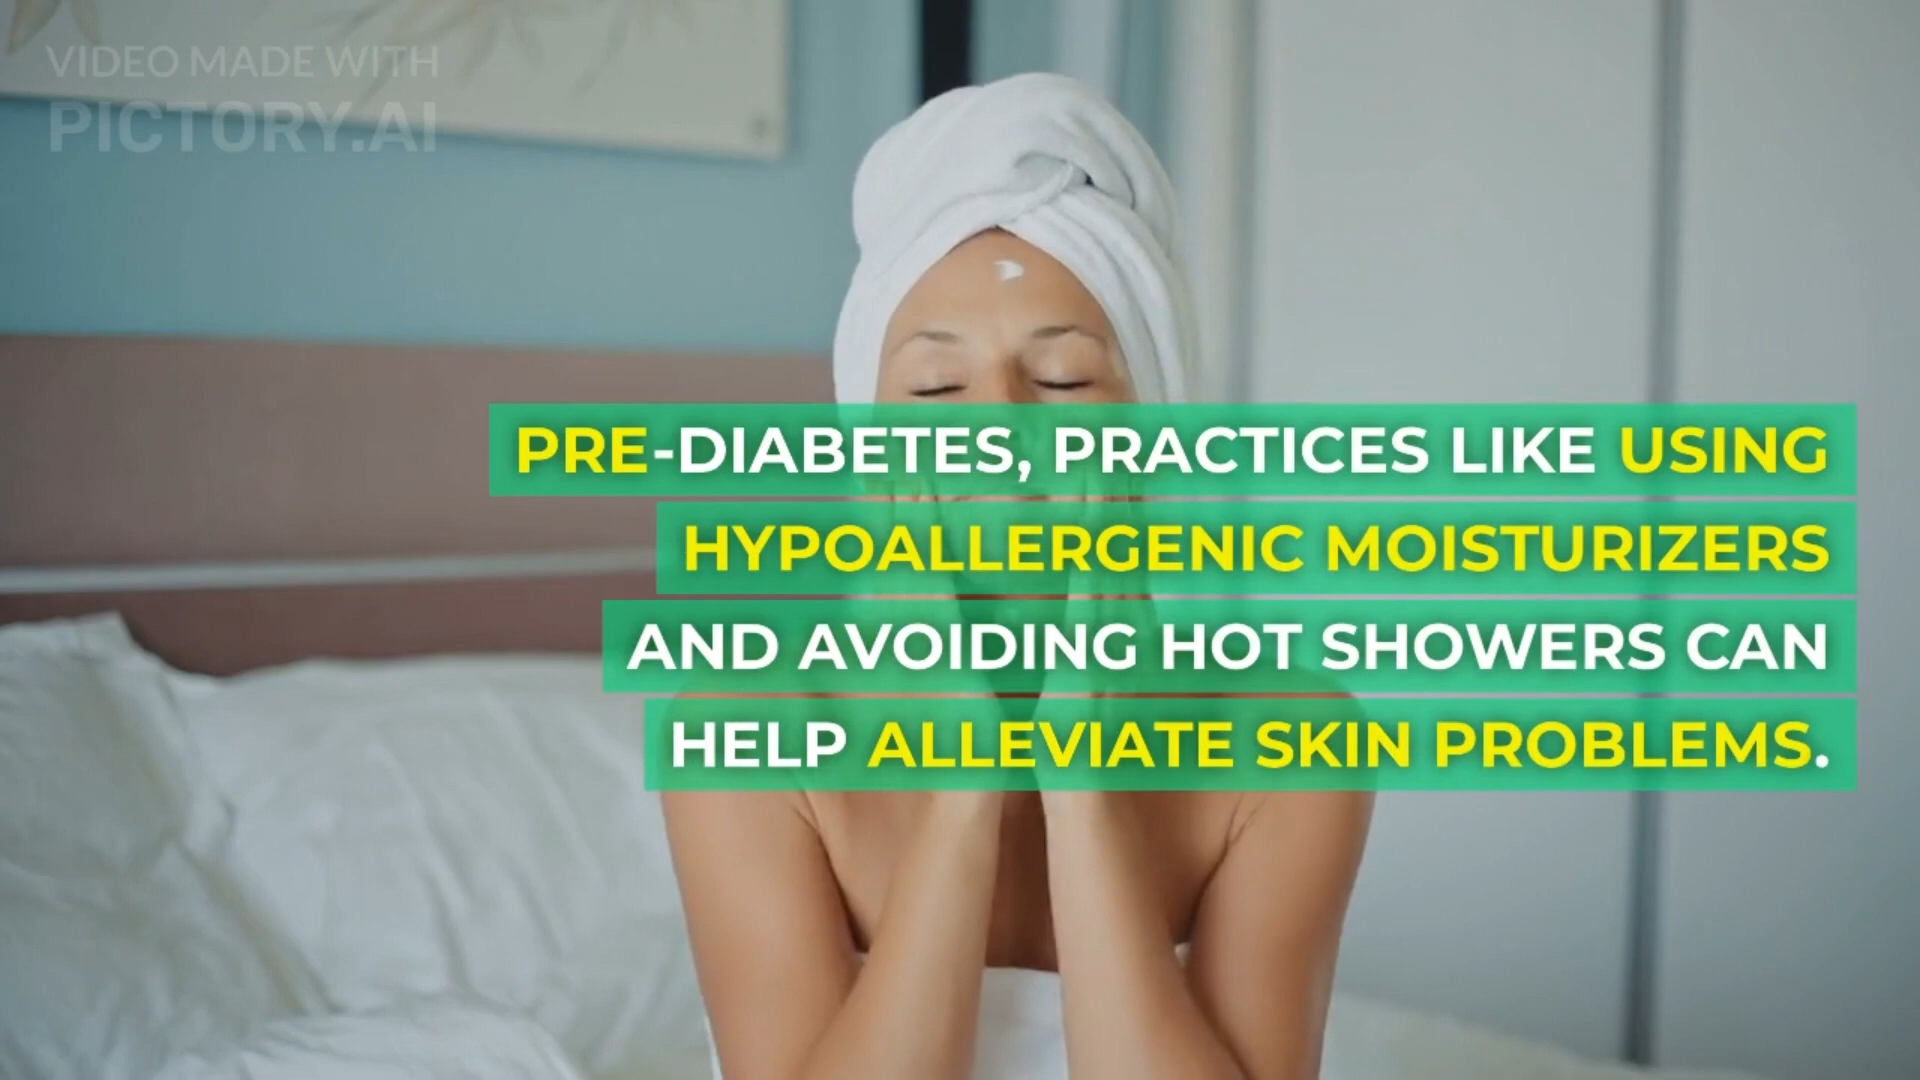 VIDEO MADE WITH
PICTORY.AI
PRE-DIABETES, PRACTICES LIKE USING
HYPOALLERGENIC MOISTURIZERS
AND AVOIDING HOT SHOWERS CAN
HELP ALLEVIATE SKIN PROBLEMS.